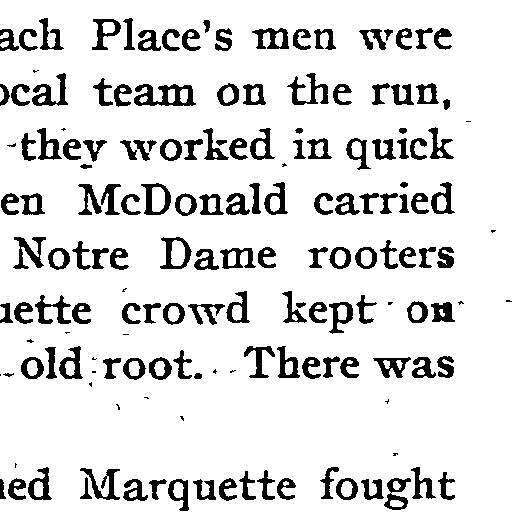 ach Place's men were
ocal team on the run,
they worked in quick
en McDonald carried
Notre Dame rooters
uette crowd kept on
old root. There was
ned Marquette fought